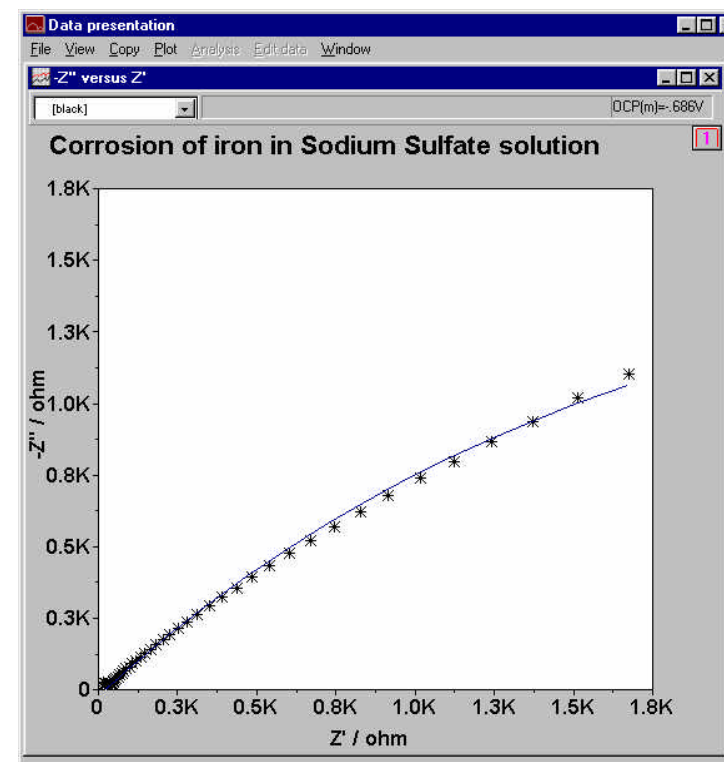 Data presentation
File View Copy Plot Analysis Edit data Window
-Z'' versus Z'
[black]
OCP(m)=-.686V
Corrosion of iron in Sodium Sulfate solution
1
1.8K
1.5K
1.3K
1.0K
0.8K
0.5K
0.3K
0
-Z'' / ohm
0 0.3K 0.5K 0.8K 1.0K 1.3K 1.5K 1.8K
Z' / ohm